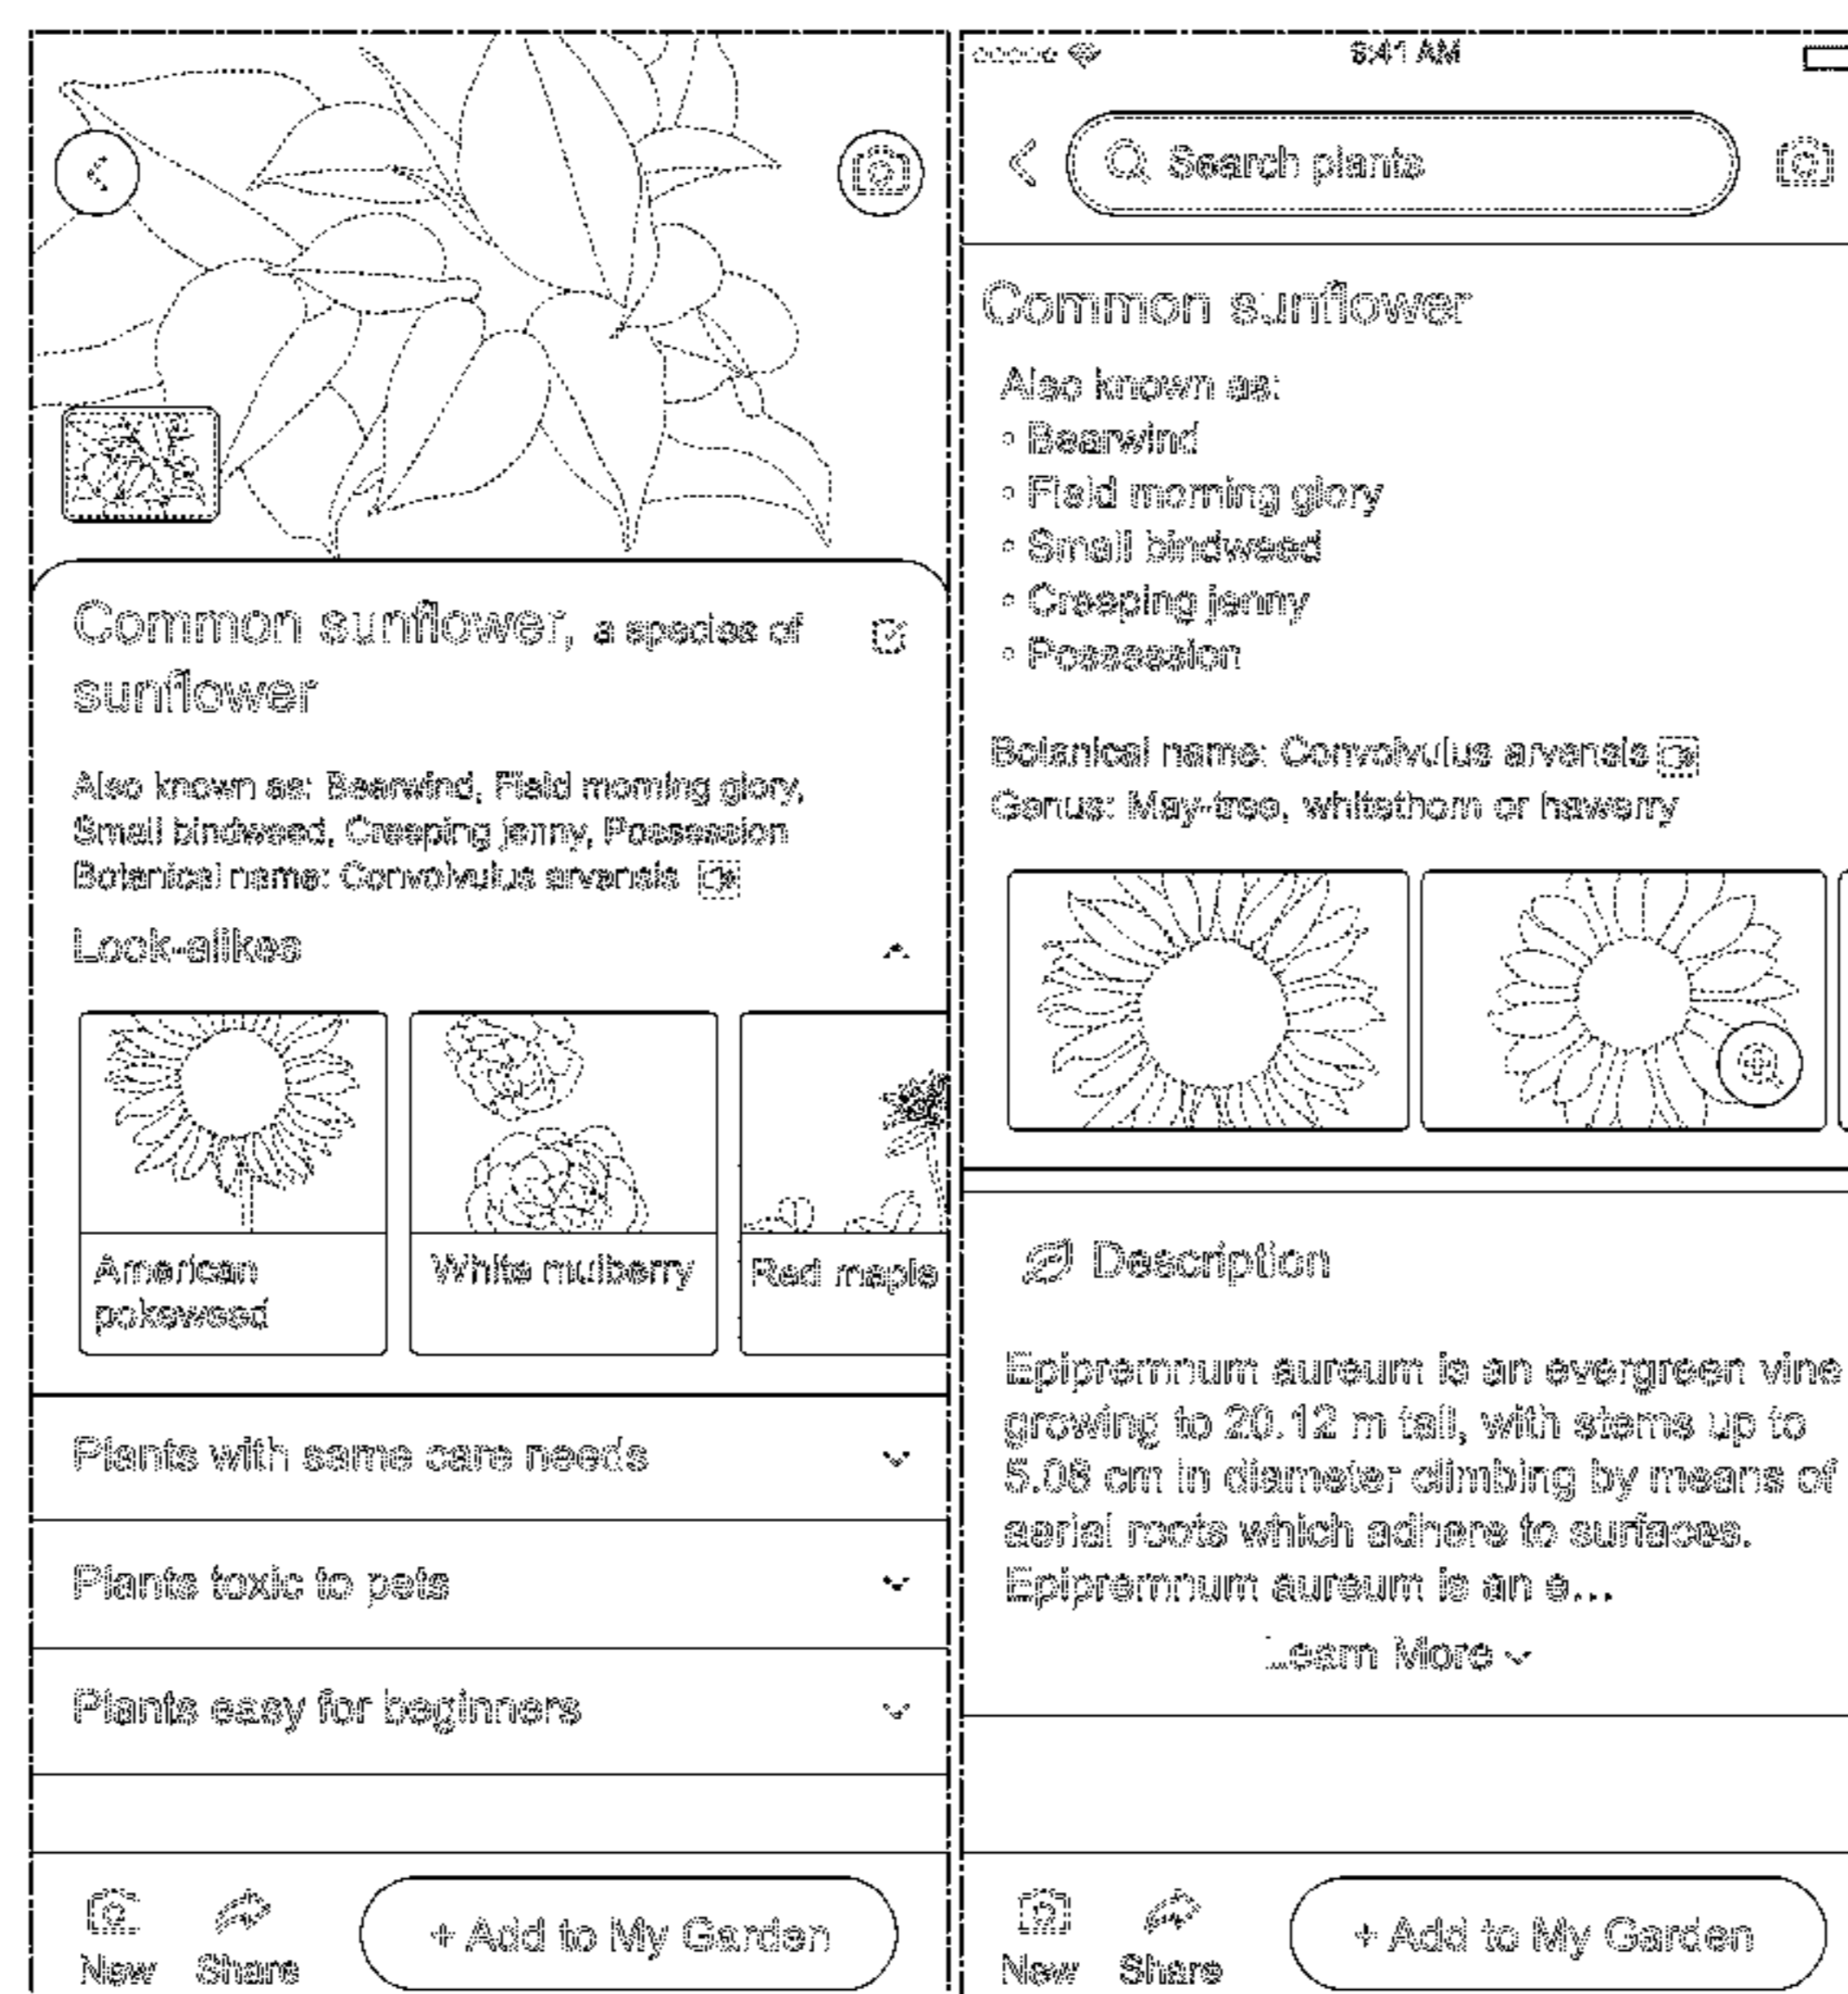 Common sunflower, a species of
sunflower
Also known as: Bearwind, Field morning glory,
Small bindweed, Creeping jenny, Possession
Botanical name: Convolvulus arvensis
Look-alikes
American
pokeweed
White mulberry
Red maple
Plants with same care needs
Plants toxic to pets
Plants easy for beginners
New
Share
+ Add to My Garden
9:41 AM
Search plants
Common sunflower
Also known as:
◦ Bearwind
◦ Field morning glory
◦ Small bindweed
◦ Creeping jenny
◦ Possession
Botanical name: Convolvulus arvensis
Genus: May-tree, whitethorn or hawerry
Description
Epipremnum aureum is an evergreen vine
growing to 20.12 m tall, with stems up to
5.08 cm in diameter climbing by means of
aerial roots which adhere to surfaces.
Epipremnum aureum is an e...
Learn More
New
Share
+ Add to My Garden